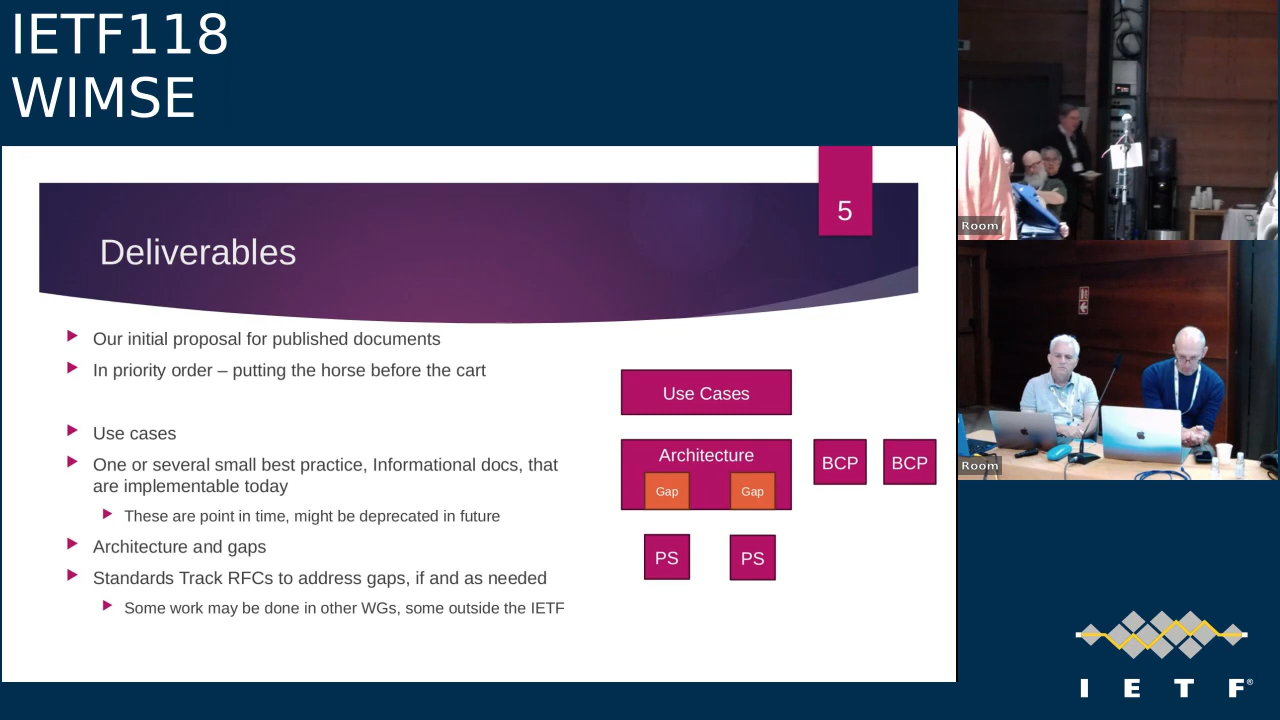 IETF118
WIMSE
5
Deliverables
Our initial proposal for published documents
In priority order – putting the horse before the cart
Use cases
One or several small best practice, Informational docs, that
are implementable today
These are point in time, might be deprecated in future
Architecture and gaps
Standards Track RFCs to address gaps, if and as needed
Some work may be done in other WGs, some outside the IETF
Use Cases
Architecture
Gap
Gap
BCP
BCP
PS
PS
Room
Room
I E T F®